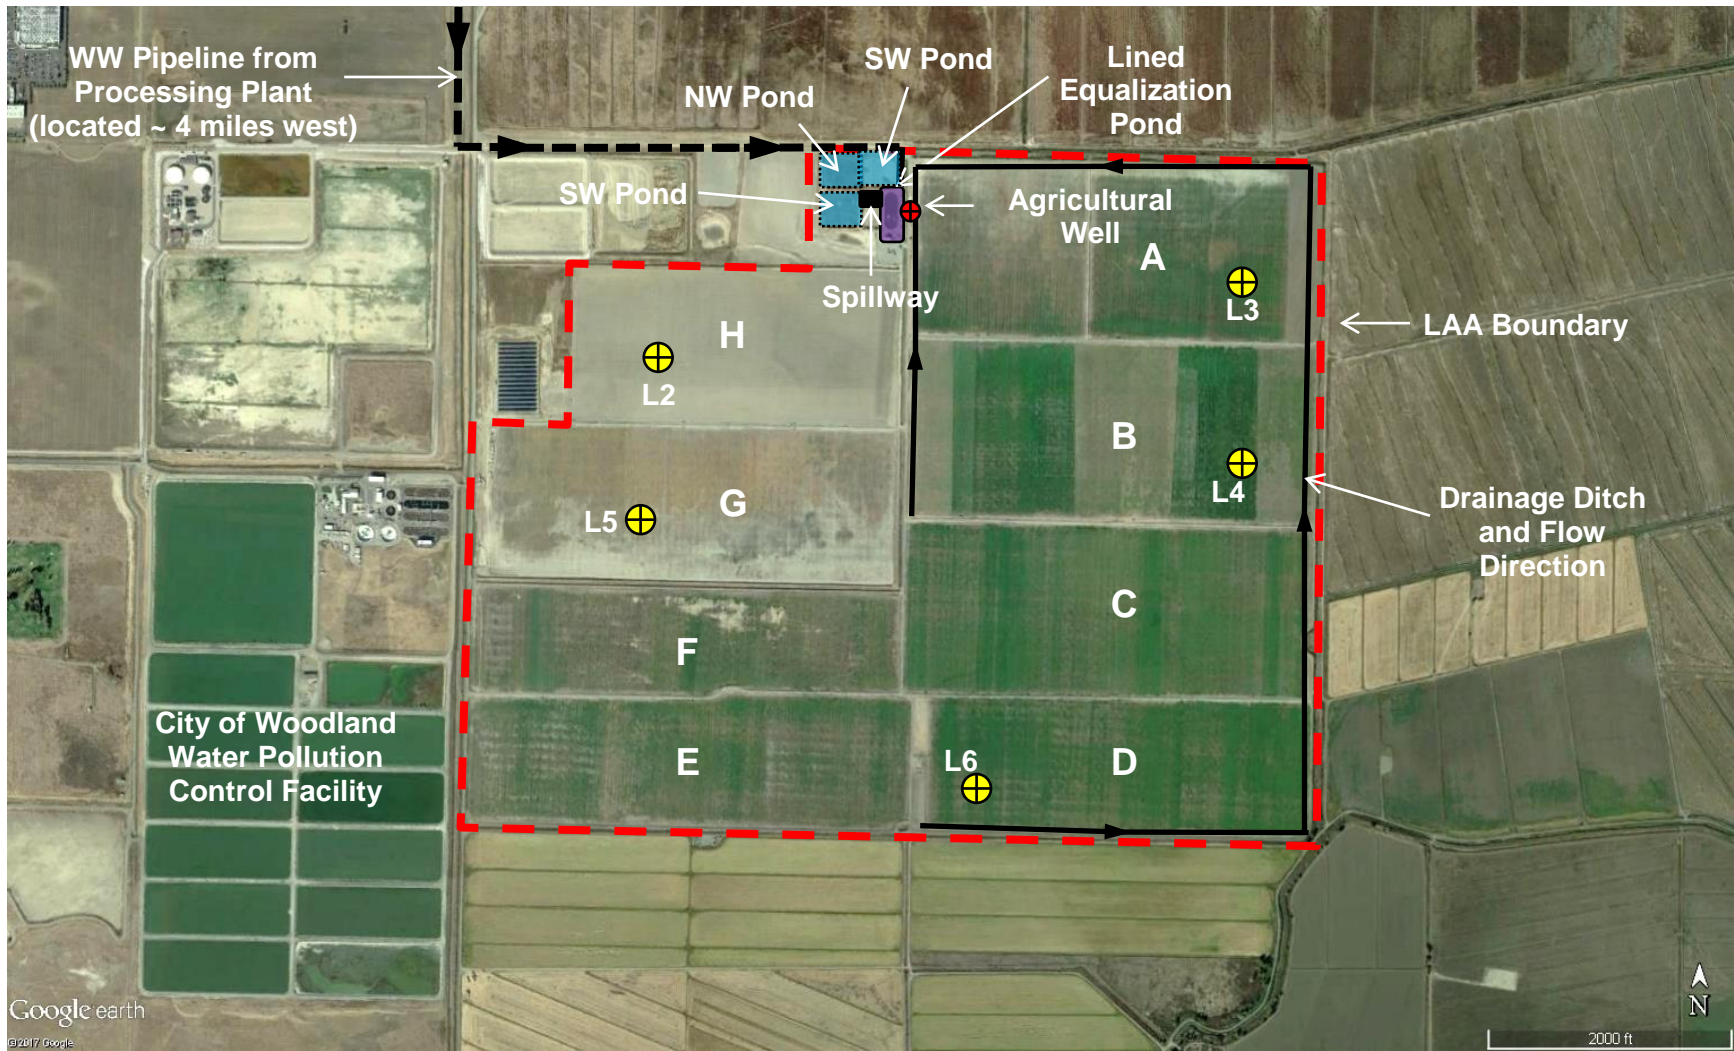 WW Pipeline from
Processing Plant
(located ~ 4 miles west)
SW Pond
NW Pond
Lined
Equalization
Pond
SW Pond
Agricultural
Well
Spillway
A
L3
LAA Boundary
H
L2
B
L4
Drainage Ditch
and Flow
Direction
G
L5
C
F
City of Woodland
Water Pollution
Control Facility
E
L6
D
N
Google earth
©2017 Google
2000 ft